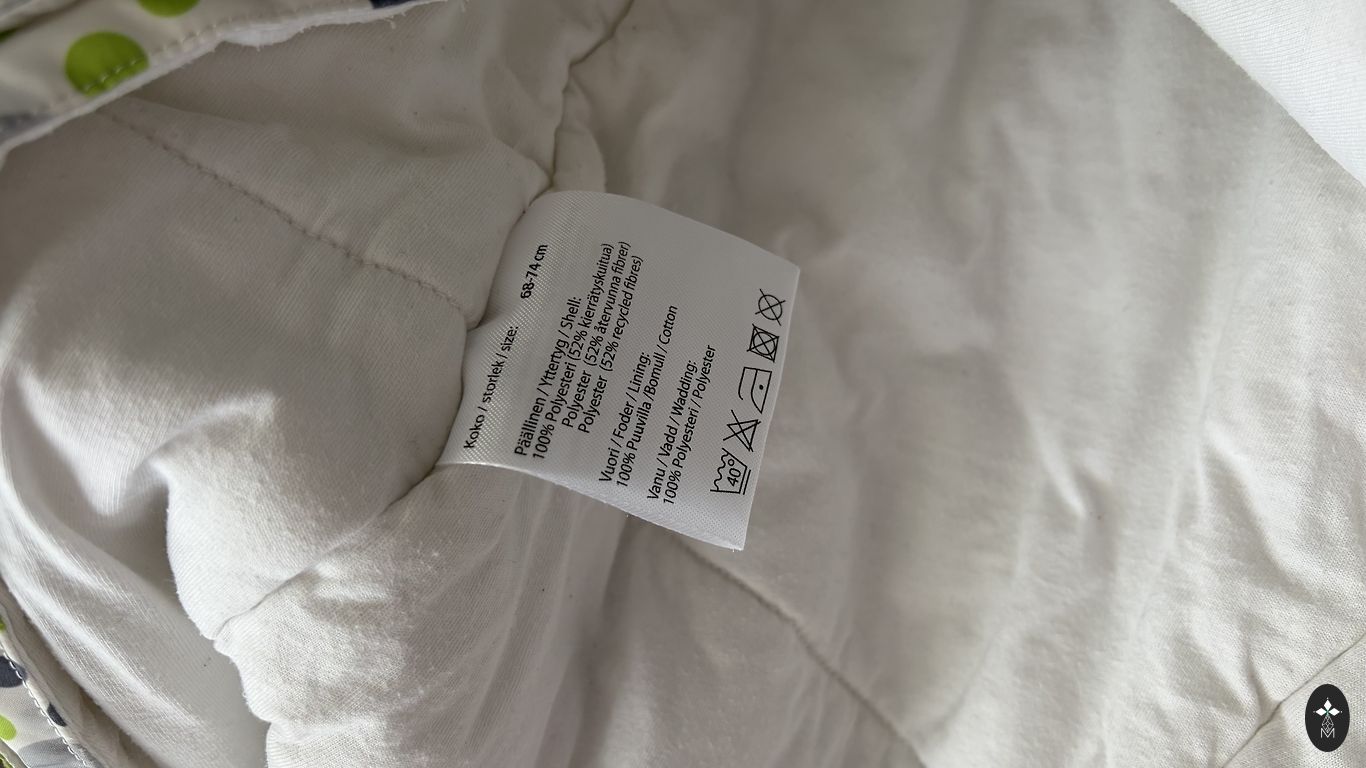 Koko / storlek / size: 68-74 cm
Päällinen / Yttertyg / Shell:
100% Polyesteri (52% kierrätyskuitua)
Polyester (52% återvunna fibrer)
Polyester (52% recycled fibres)
Vuori / Foder / Lining:
100% Puuvilla /Bomull / Cotton
Vanu / Vadd / Wadding:
100% Polyesteri / Polyester
40°
M